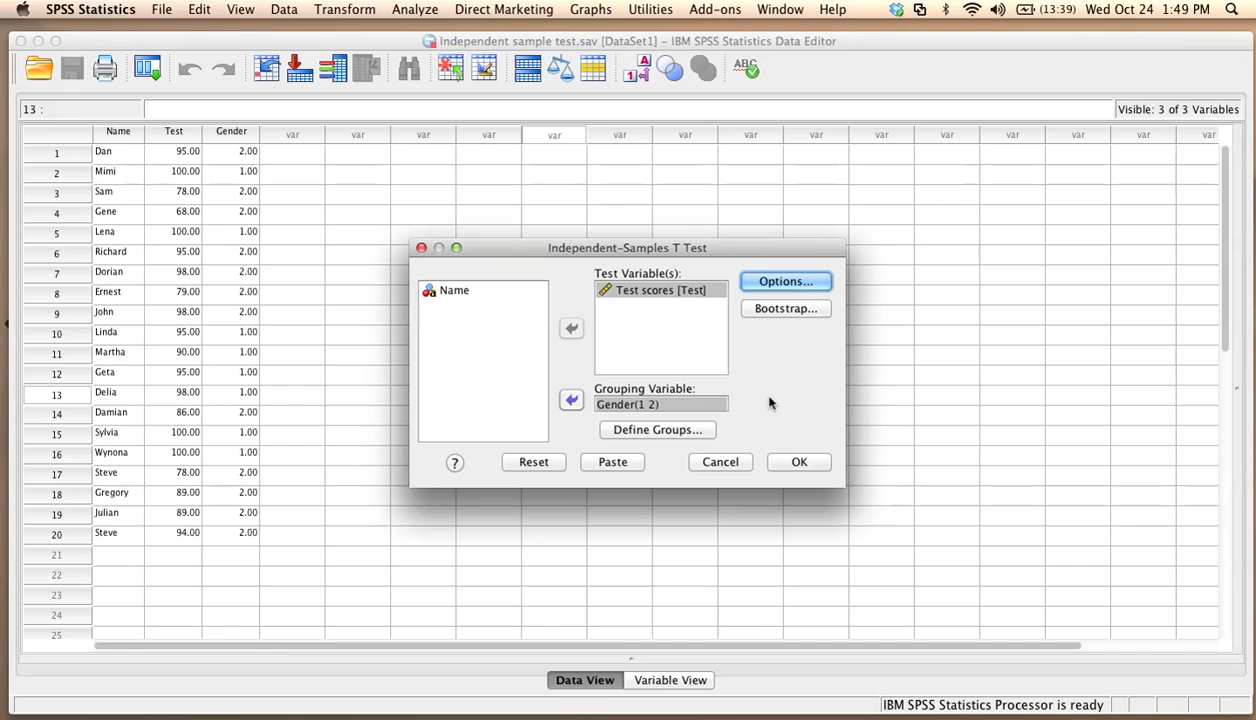 SPSS Statistics File Edit View Data Transform Analyze Direct Marketing Graphs Utilities Add-ons Window Help (13:39) Wed Oct 24 1:49 PM
Independent sample test.sav [DataSet1] – IBM SPSS Statistics Data Editor
1 A ABC
13 : Visible: 3 of 3 Variables
Name Test Gender var var var var var var var var var var var var var var var
1 Dan 95.00 2.00
2 Mimi 100.00 1.00
3 Sam 78.00 2.00
4 Gene 68.00 2.00
5 Lena 100.00 1.00
6 Richard 95.00 2.00
7 Dorian 98.00 2.00
8 Ernest 79.00 2.00
9 John 98.00 2.00
10 Linda 95.00 1.00
11 Martha 90.00 1.00
12 Geta 95.00 1.00
13 Delia 98.00 1.00
14 Damian 86.00 2.00
15 Sylvia 100.00 1.00
16 Wynona 100.00 1.00
17 Steve 78.00 2.00
18 Gregory 89.00 2.00
19 Julian 89.00 2.00
20 Steve 94.00 2.00
21
22
23
24
25
Independent-Samples T Test
Name
Test Variable(s):
Test scores [Test]
Options...
Bootstrap...
Grouping Variable:
Gender(1 2)
Define Groups...
? Reset Paste Cancel OK
Data View Variable View
IBM SPSS Statistics Processor is ready